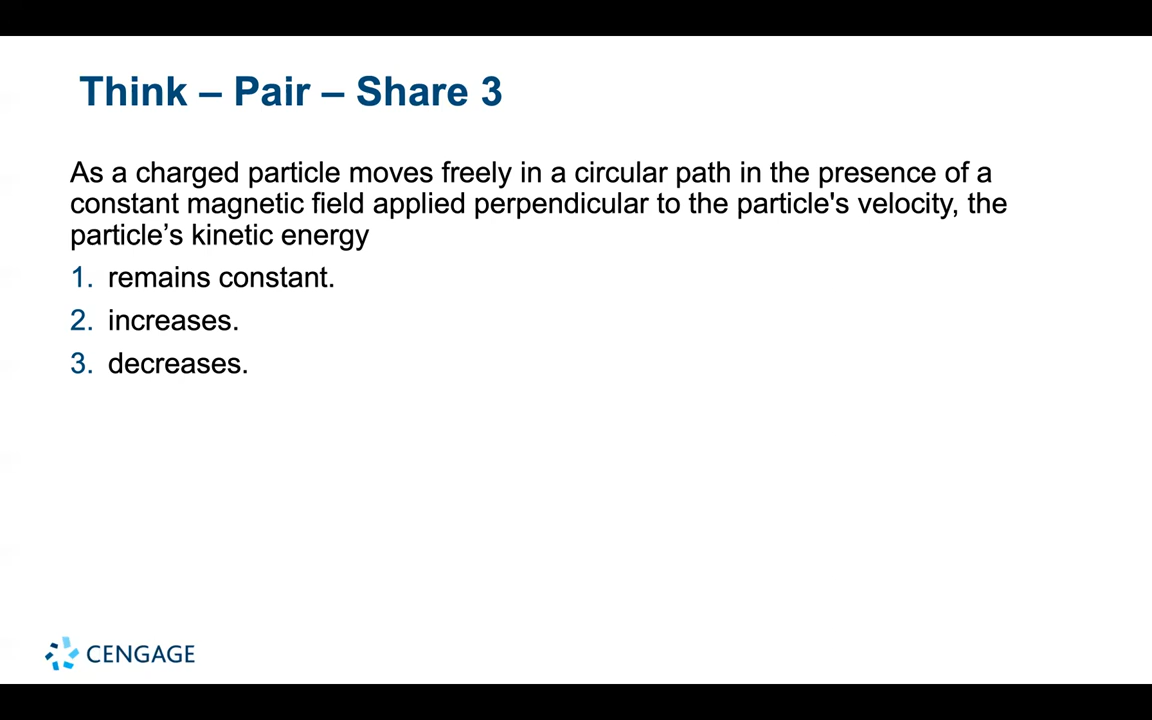 Think – Pair – Share 3
As a charged particle moves freely in a circular path in the presence of a
constant magnetic field applied perpendicular to the particle's velocity, the
particle’s kinetic energy
1. remains constant.
2. increases.
3. decreases.
CENGAGE